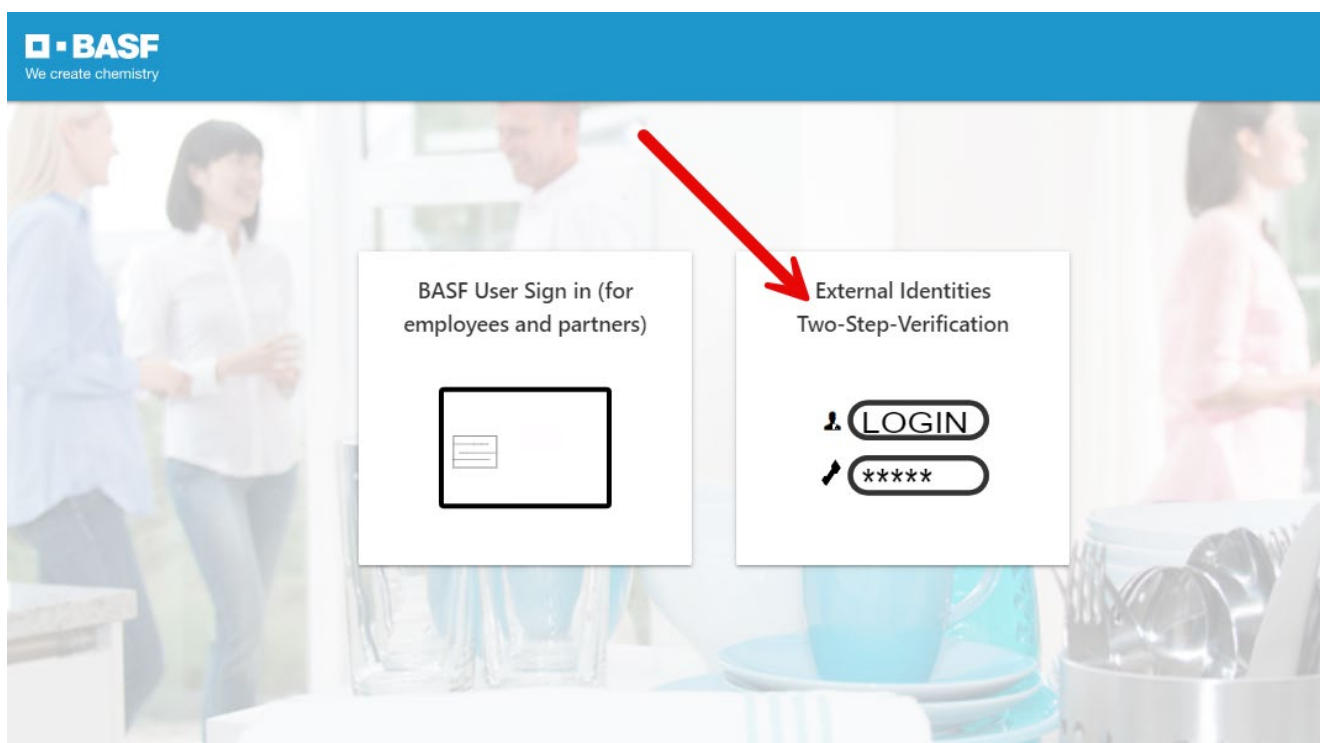 BASF
We create chemistry
BASF User Sign in (for
employees and partners)
External Identities
Two-Step-Verification
LOGIN
*****